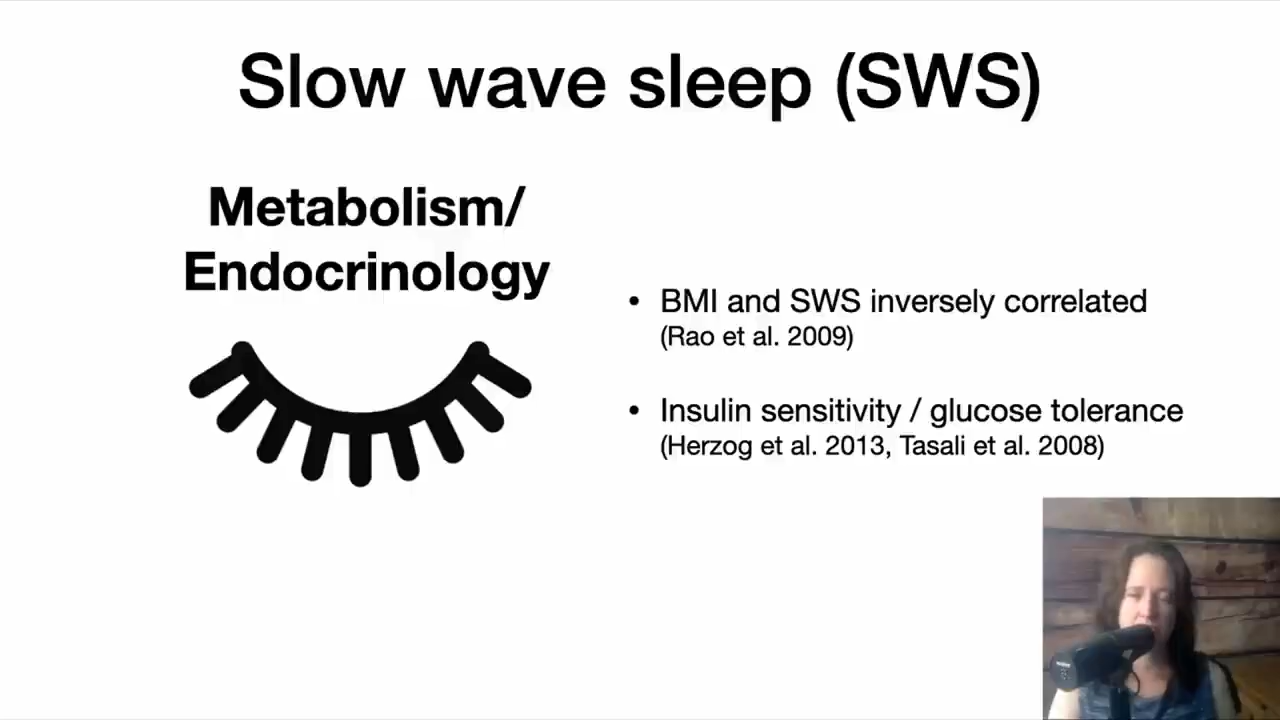 Slow wave sleep (SWS)
Metabolism/
Endocrinology
• BMI and SWS inversely correlated
(Rao et al. 2009)
• Insulin sensitivity / glucose tolerance
(Herzog et al. 2013, Tasali et al. 2008)